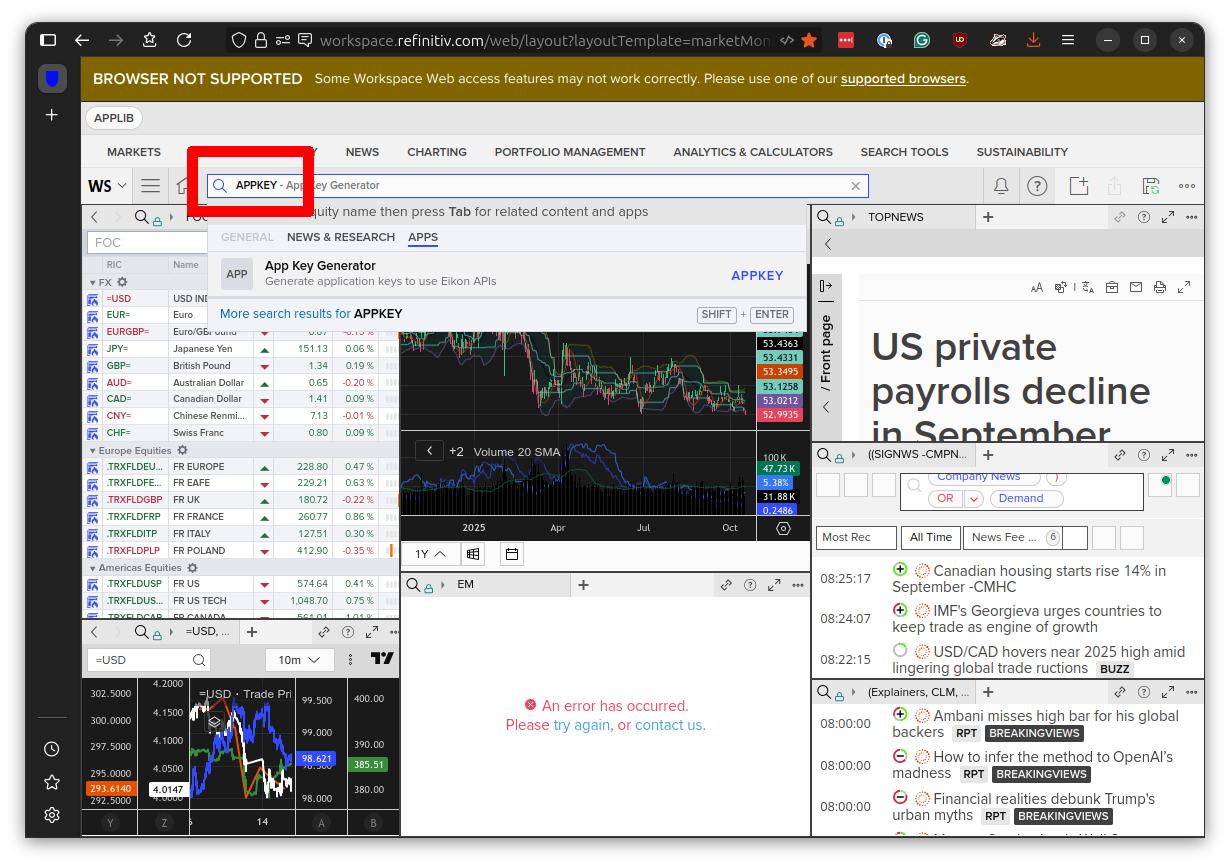 workspace.refinitiv.com/web/layout?layoutTemplate=marketMon
BROWSER NOT SUPPORTED Some Workspace Web access features may not work correctly. Please use one of our supported browsers.
APPLIB
MARKETS Y NEWS CHARTING PORTFOLIO MANAGEMENT ANALYTICS & CALCULATORS SEARCH TOOLS SUSTAINABILITY
WS APPKEY - App Key Generator
quity name then press Tab for related content and apps
GENERAL NEWS & RESEARCH APPS
APP App Key Generator APPKEY
Generate application keys to use Eikon APIs
More search results for APPKEY SHIFT + ENTER
FOC
FOC
RIC Name
FX
=USD USD IND
EUR= Euro
EURGBP= Euro/GBPound 0.87 -0.15 %
JPY= Japanese Yen 151.13 0.06 %
GBP= British Pound 1.34 0.19 %
AUD= Australian Dollar 0.65 -0.20 %
CAD= Canadian Dollar 1.41 0.09 %
CNY= Chinese Renmi... 7.13 -0.01 %
CHF= Swiss Franc 0.80 0.09 %
Europe Equities
.TRXFLDEU... FR EUROPE 228.80 0.47 %
.TRXFLDFE... FR EAFE 229.21 0.63 %
.TRXFLDGBP FR UK 180.72 -0.22 %
.TRXFLDFRP FR FRANCE 260.77 0.86 %
.TRXFLDITP FR ITALY 127.51 0.30 %
.TRXFLDPLP FR POLAND 412.90 -0.35 %
Americas Equities
.TRXFLDUSP FR US 574.64 0.41 %
.TRXFLDUS... FR US TECH 1,048.70 0.75 %
.TRXFLDCAP FR CANADA 561.01 1.01 %
=USD, ...
=USD 10m
=USD · Trade Pri
302.5000
300.0000
297.5000
295.0000
293.6140
292.5000
4.2000
4.1500
4.1000
4.0500
4.0147
4.0000
99.500
99.000
98.621
98.500
98.000
400.00
390.00
385.51
380.00
Y Z 14 A B
53.4363
53.4331
53.3495
53.1258
53.0212
52.9935
+2 Volume 20 SMA
100 K
47.73 K
5.38%
31.88 K
0.2486
2025 Apr Jul Oct
1Y
EM
An error has occurred.
Please try again, or contact us.
TOPNEWS
/ Front page
US private
payrolls decline
in September
((SIGNWS -CMPN...
Company News )
OR Demand
Most Rec All Time News Fee ... 6
08:25:17 Canadian housing starts rise 14% in
September -CMHC
08:24:07 IMF's Georgieva urges countries to
keep trade as engine of growth
08:22:15 USD/CAD hovers near 2025 high amid
lingering global trade ructions BUZZ
(Explainers, CLM, ...
08:00:00 Ambani misses high bar for his global
backers RPT BREAKINGVIEWS
08:00:00 How to infer the method to OpenAI's
madness RPT BREAKINGVIEWS
08:00:00 Financial realities debunk Trump's
urban myths RPT BREAKINGVIEWS